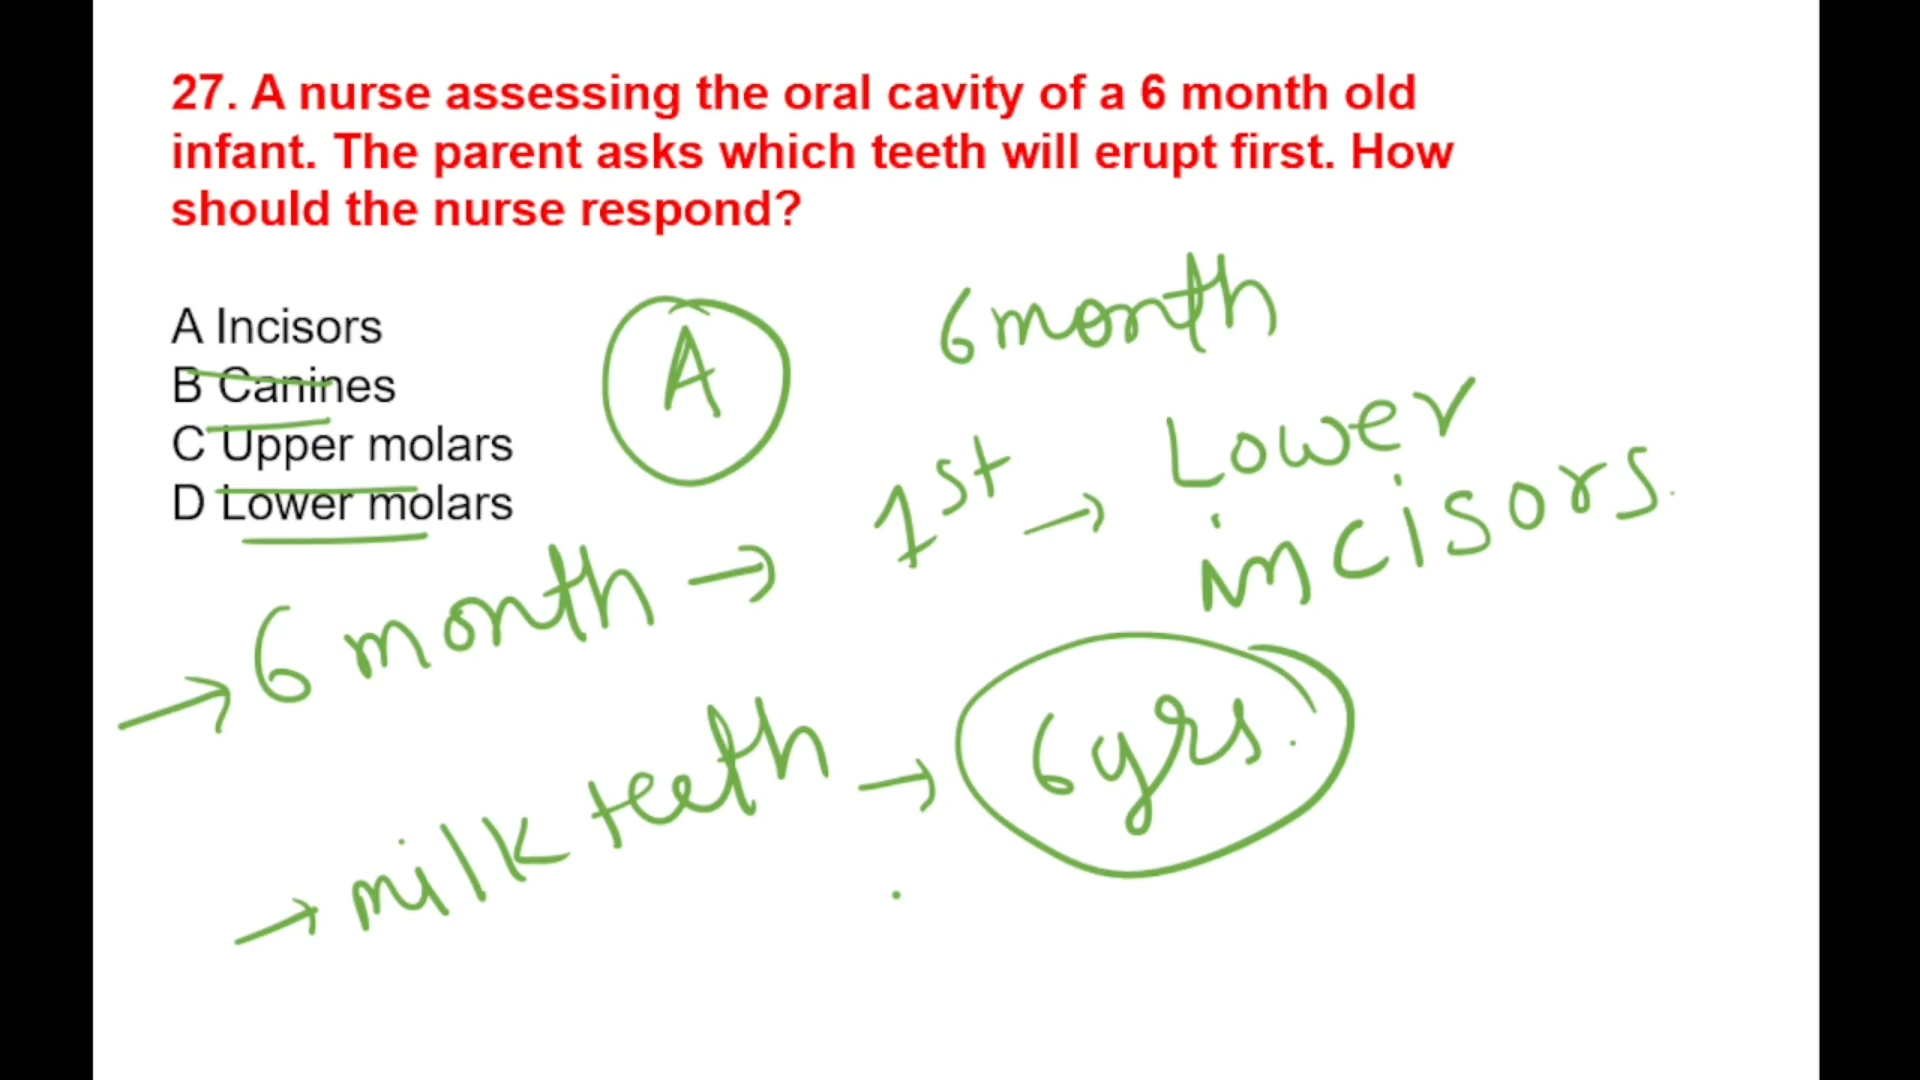 27. A nurse assessing the oral cavity of a 6 month old
infant. The parent asks which teeth will erupt first. How
should the nurse respond?
A Incisors
B Canines
C Upper molars
D Lower molars
A
6 month
1st → Lower
incisors.
→ 6 month →
→ milk teeth → 6 yrs.